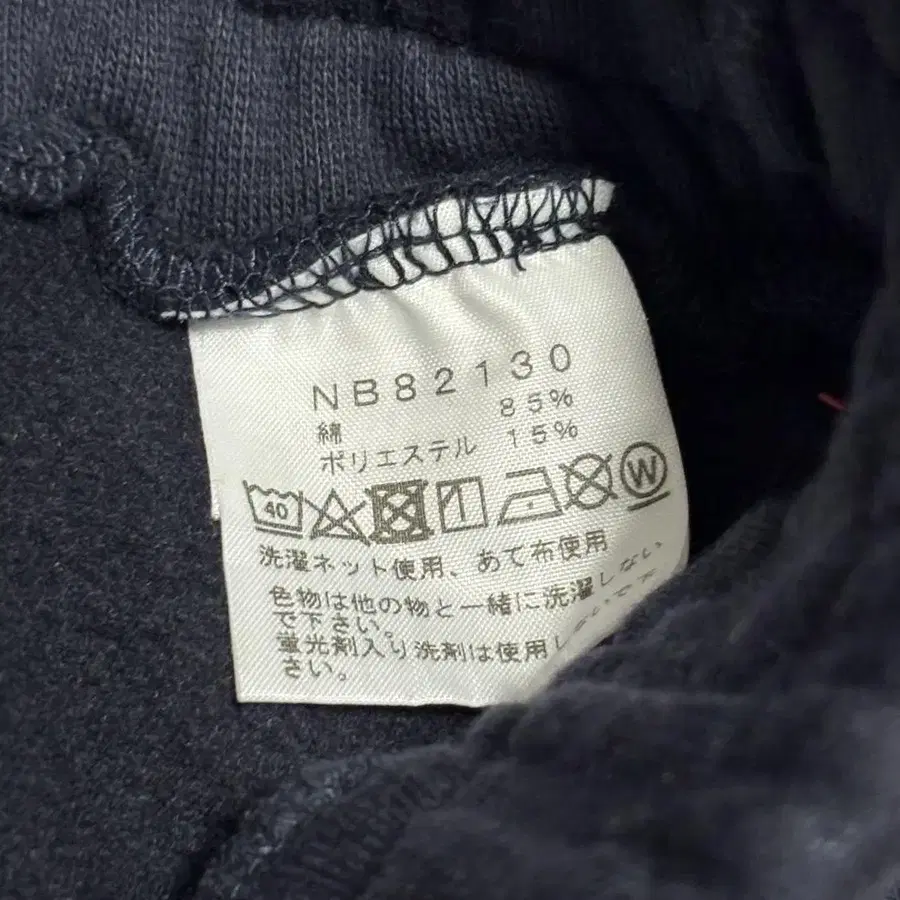 NB82130
綿 85%
ポリエステル 15%
40 W
洗濯ネット使用、あて布使用
色物は他の物と一緒に洗濯しない
で下さい。
蛍光剤入り洗剤は使用し
さい。